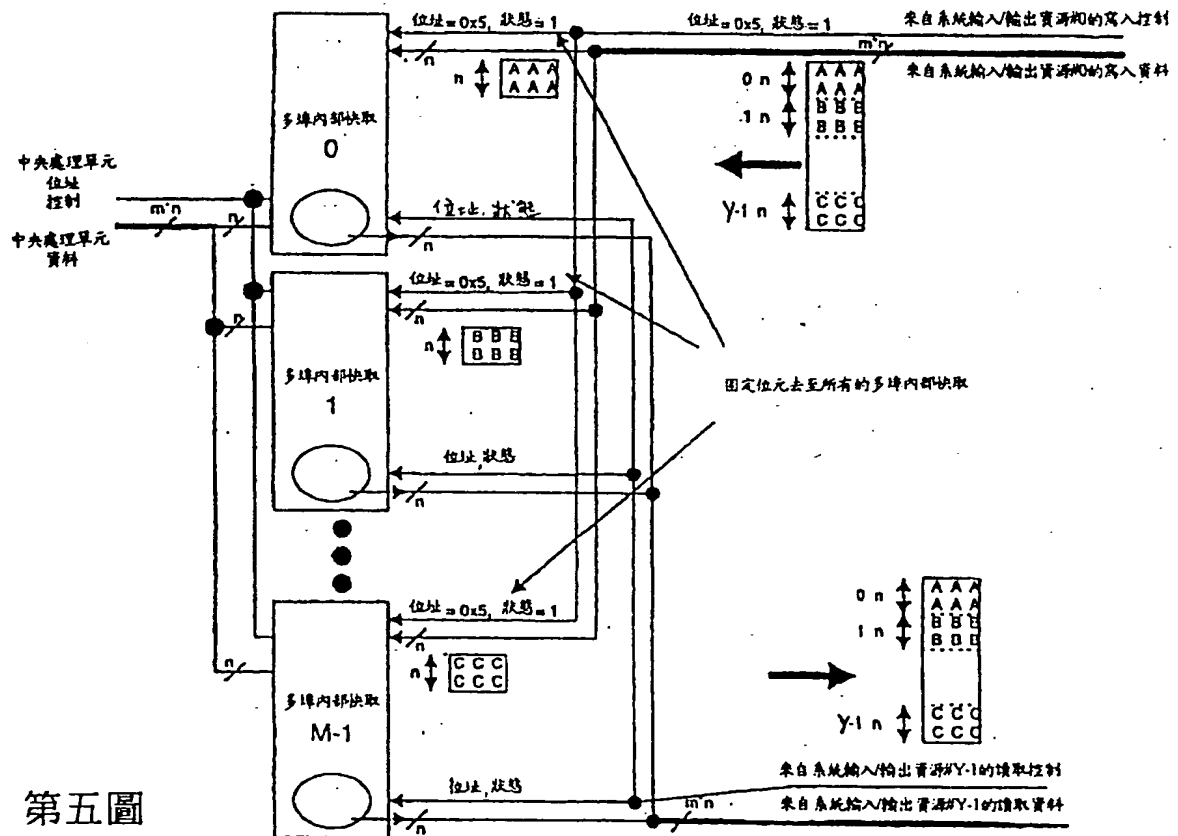 位址=0x5, 狀態=1
位址=0x5, 狀態=1
來自系統輸入/輸出資源#0的寫入控制
n
m*n
來自系統輸入/輸出資源#0的寫入資料
n
A A A
A A A
多埠內部快取
0
0 n
A A A
A A A
1 n
B B B
B B B
Y-1 n
C C C
C C C
中央處理單元
位址
控制
m*n
n
中央處理單元
資料
位址, 狀態
n
位址=0x5, 狀態=1
n
n
n
B B B
B B B
多埠內部快取
1
固定位元去至所有的多埠內部快取
位址, 狀態
n
位址=0x5, 狀態=1
n
n
n
C C C
C C C
多埠內部快取
M-1
0 n
A A A
A A A
1 n
B B B
B B B
Y-1 n
C C C
C C C
位址, 狀態
n
來自系統輸入/輸出資源#Y-1的讀取控制
m*n
來自系統輸入/輸出資源#Y-1的讀取資料
第五圖